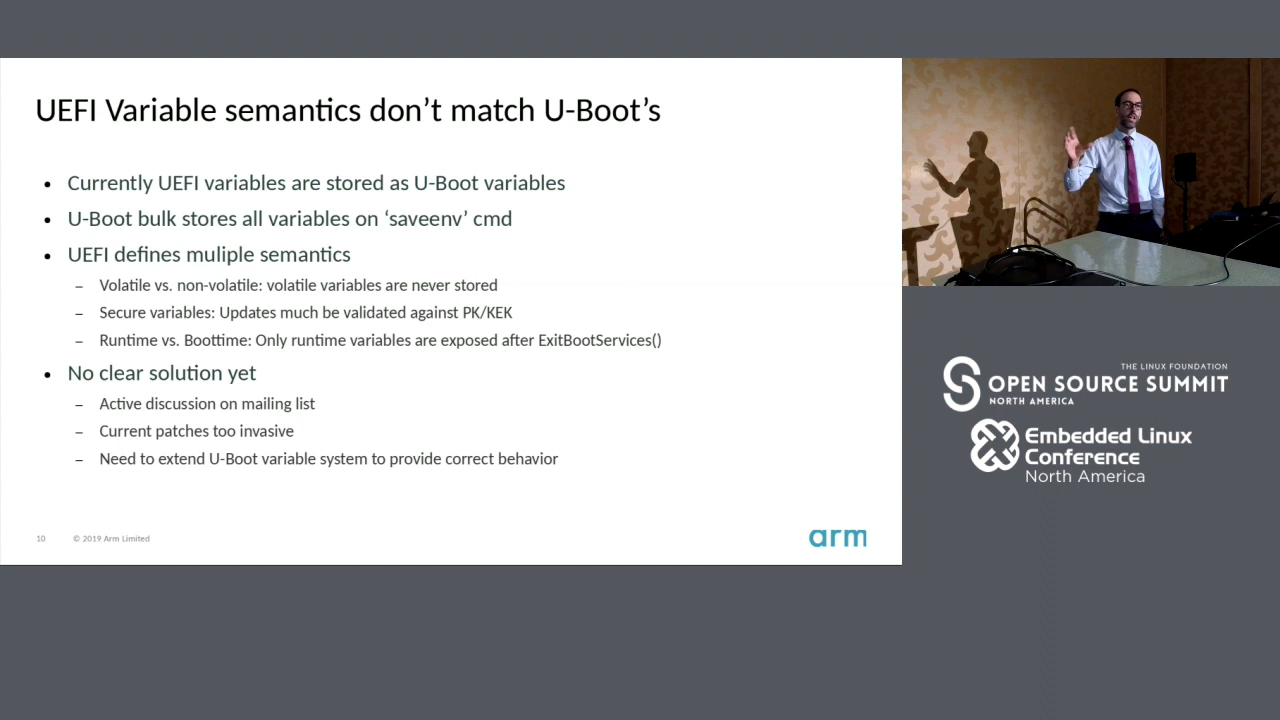 UEFI Variable semantics don’t match U-Boot’s
• Currently UEFI variables are stored as U-Boot variables
• U-Boot bulk stores all variables on ‘saveenv’ cmd
• UEFI defines muliple semantics
– Volatile vs. non-volatile: volatile variables are never stored
– Secure variables: Updates much be validated against PK/KEK
– Runtime vs. Boottime: Only runtime variables are exposed after ExitBootServices()
• No clear solution yet
– Active discussion on mailing list
– Current patches too invasive
– Need to extend U-Boot variable system to provide correct behavior
10 © 2019 Arm Limited
arm
THE LINUX FOUNDATION
OPEN SOURCE SUMMIT
NORTH AMERICA
Embedded Linux
Conference
North America